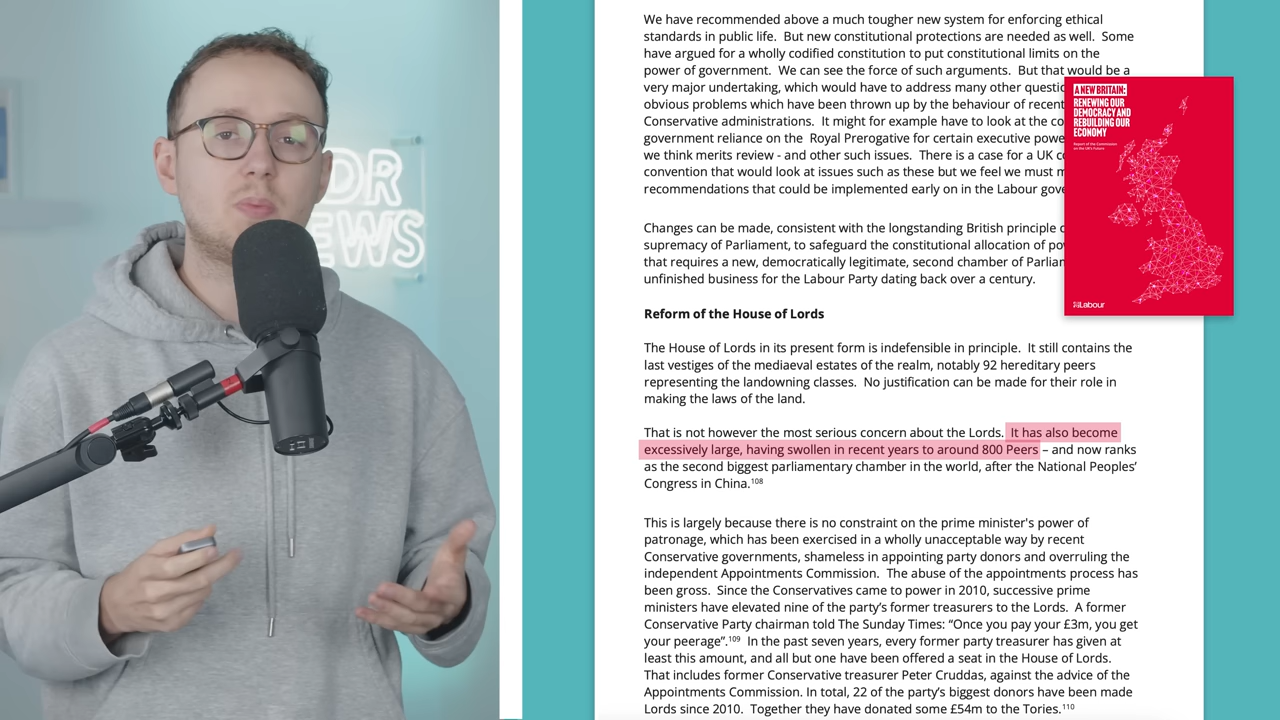 DR
EWS
We have recommended above a much tougher new system for enforcing ethical
standards in public life.  But new constitutional protections are needed as well.  Some
have argued for a wholly codified constitution to put constitutional limits on the
power of government.  We can see the force of such arguments.  But that would be a
very major undertaking, which would have to address many other
obvious problems which have been thrown up by the behaviour of recent
Conservative administrations.  It might for example have to look at the
government reliance on the  Royal Prerogative for certain executive
we think merits review - and other such issues.  There is a case for a UK
convention that would look at issues such as these but we feel we must
recommendations that could be implemented early on in the Labour
Changes can be made, consistent with the longstanding British principle
supremacy of Parliament, to safeguard the constitutional allocation of
that requires a new, democratically legitimate, second chamber of
unfinished business for the Labour Party dating back over a century.
A NEW BRITAIN:
RENEWING OUR
DEMOCRACY AND
REBUILDING OUR
ECONOMY
Report of the Commission
on the UK's Future
Labour
Reform of the House of Lords
The House of Lords in its present form is indefensible in principle.  It still contains the
last vestiges of the mediaeval estates of the realm, notably 92 hereditary peers
representing the landowning classes.  No justification can be made for their role in
making the laws of the land.
That is not however the most serious concern about the Lords.  It has also become
excessively large, having swollen in recent years to around 800 Peers – and now ranks
as the second biggest parliamentary chamber in the world, after the National Peoples’
Congress in China.108
This is largely because there is no constraint on the prime minister's power of
patronage, which has been exercised in a wholly unacceptable way by recent
Conservative governments, shameless in appointing party donors and overruling the
independent Appointments Commission.  The abuse of the appointments process has
been gross.  Since the Conservatives came to power in 2010, successive prime
ministers have elevated nine of the party’s former treasurers to the Lords.  A former
Conservative Party chairman told The Sunday Times: “Once you pay your £3m, you get
your peerage”.109  In the past seven years, every former party treasurer has given at
least this amount, and all but one have been offered a seat in the House of Lords.
That includes former Conservative treasurer Peter Cruddas, against the advice of the
Appointments Commission. In total, 22 of the party’s biggest donors have been made
Lords since 2010.  Together they have donated some £54m to the Tories.110